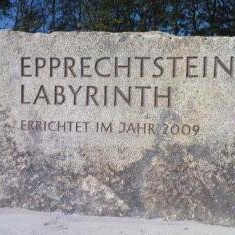 EPPRECHTSTEIN
LABYRINTH
ERRICHTET IM JAHR 2009